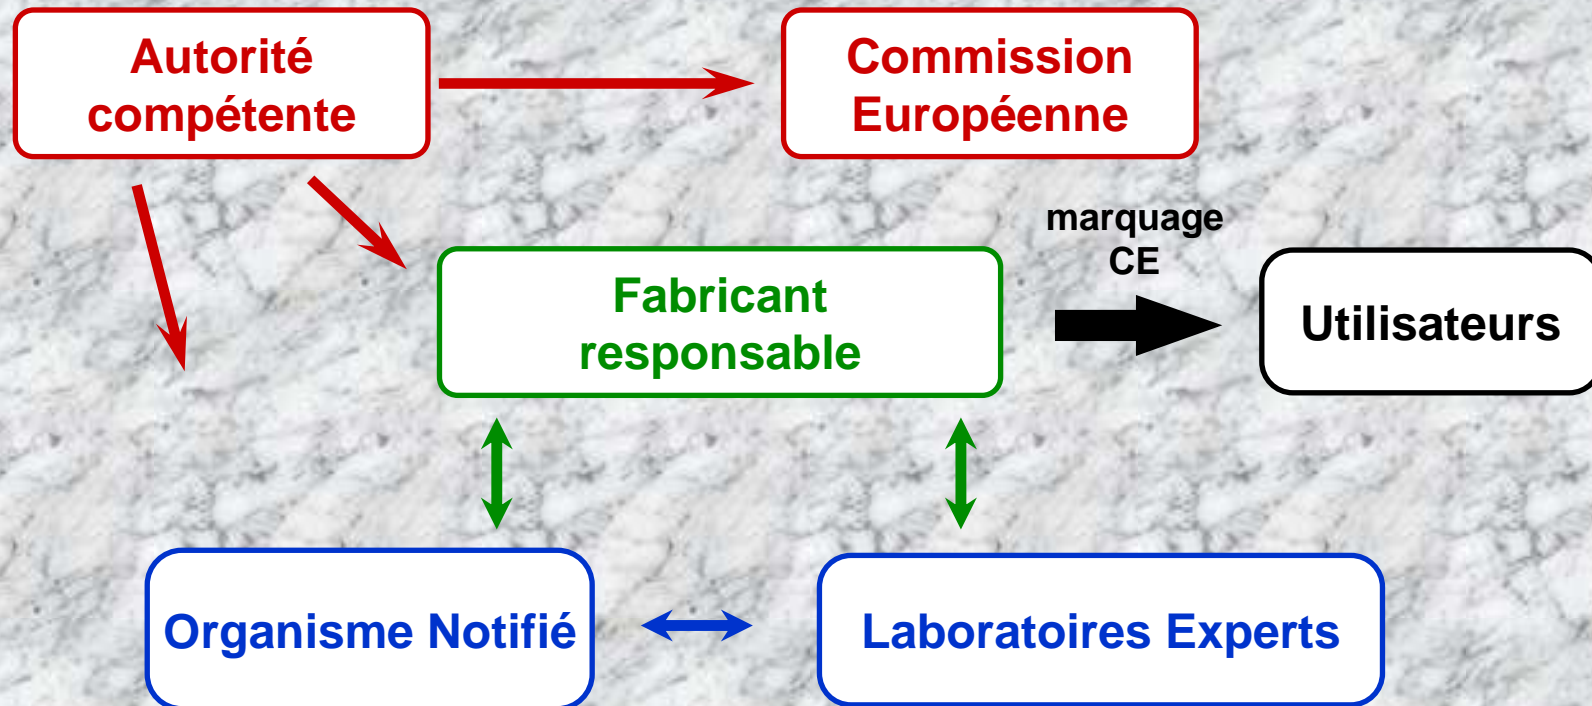 Autorité
compétente
Commission
Européenne
marquage
CE
Fabricant
responsable
Utilisateurs
Organisme Notifié
Laboratoires Experts